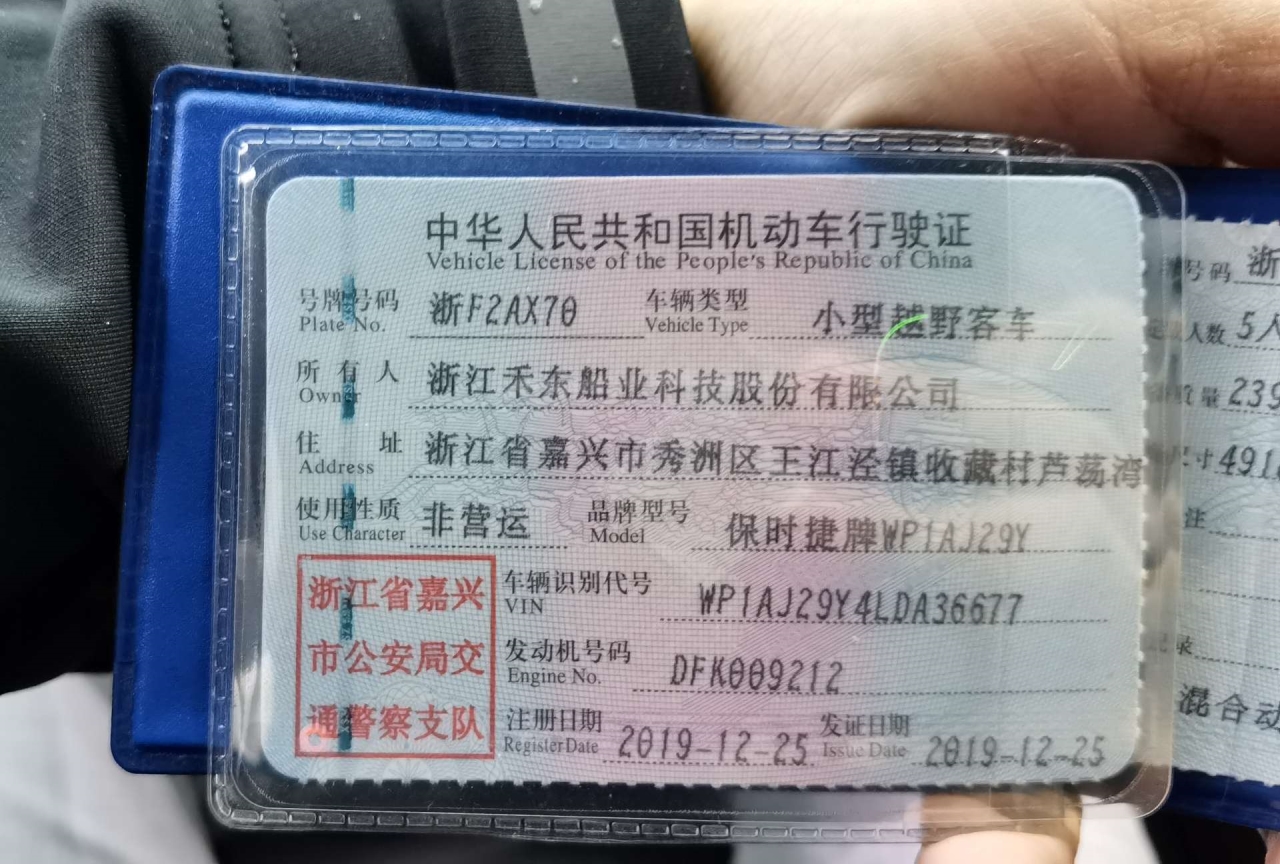 中华人民共和国机动车行驶证
Vehicle License of the People's Republic of China
号牌号码 浙F2AX70 车辆类型 小型越野客车
Plate No. Vehicle Type
所有人 浙江禾东船业科技股份有限公司
Owner
住址 浙江省嘉兴市秀洲区王江泾镇收藏村芦荡湾
Address
使用性质 非营运 品牌型号 保时捷牌WP1AJ29Y
Use Character Model
浙江省嘉兴
市公安局交
通警察支队
车辆识别代号 WP1AJ29Y4LDA36677
VIN
发动机号码 DFK009212
Engine No.
注册日期 2019-12-25 发证日期 2019-12-25
Register Date Issue Date
号码 浙
人数 5人
质量 239
尺寸 491
注
录
混合动